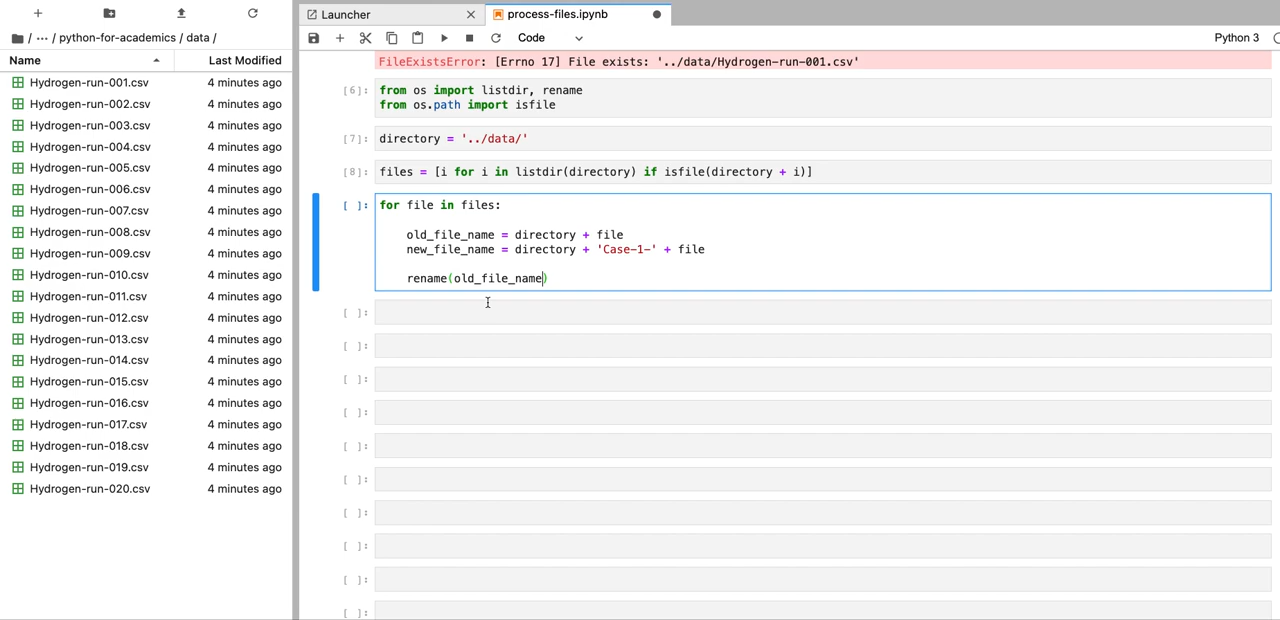 / ··· / python-for-academics / data /
Name Last Modified
Hydrogen-run-001.csv 4 minutes ago
Hydrogen-run-002.csv 4 minutes ago
Hydrogen-run-003.csv 4 minutes ago
Hydrogen-run-004.csv 4 minutes ago
Hydrogen-run-005.csv 4 minutes ago
Hydrogen-run-006.csv 4 minutes ago
Hydrogen-run-007.csv 4 minutes ago
Hydrogen-run-008.csv 4 minutes ago
Hydrogen-run-009.csv 4 minutes ago
Hydrogen-run-010.csv 4 minutes ago
Hydrogen-run-011.csv 4 minutes ago
Hydrogen-run-012.csv 4 minutes ago
Hydrogen-run-013.csv 4 minutes ago
Hydrogen-run-014.csv 4 minutes ago
Hydrogen-run-015.csv 4 minutes ago
Hydrogen-run-016.csv 4 minutes ago
Hydrogen-run-017.csv 4 minutes ago
Hydrogen-run-018.csv 4 minutes ago
Hydrogen-run-019.csv 4 minutes ago
Hydrogen-run-020.csv 4 minutes ago
Launcher process-files.ipynb
Code Python 3
FileExistsError: [Errno 17] File exists: '../data/Hydrogen-run-001.csv'
[6]: from os import listdir, rename
from os.path import isfile
[7]: directory = '../data/'
[8]: files = [i for i in listdir(directory) if isfile(directory + i)]
[ ]: for file in files:
old_file_name = directory + file
new_file_name = directory + 'Case-1-' + file
rename(old_file_name)
[ ]:
[ ]:
[ ]:
[ ]:
[ ]:
[ ]:
[ ]:
[ ]:
[ ]:
[ ]: